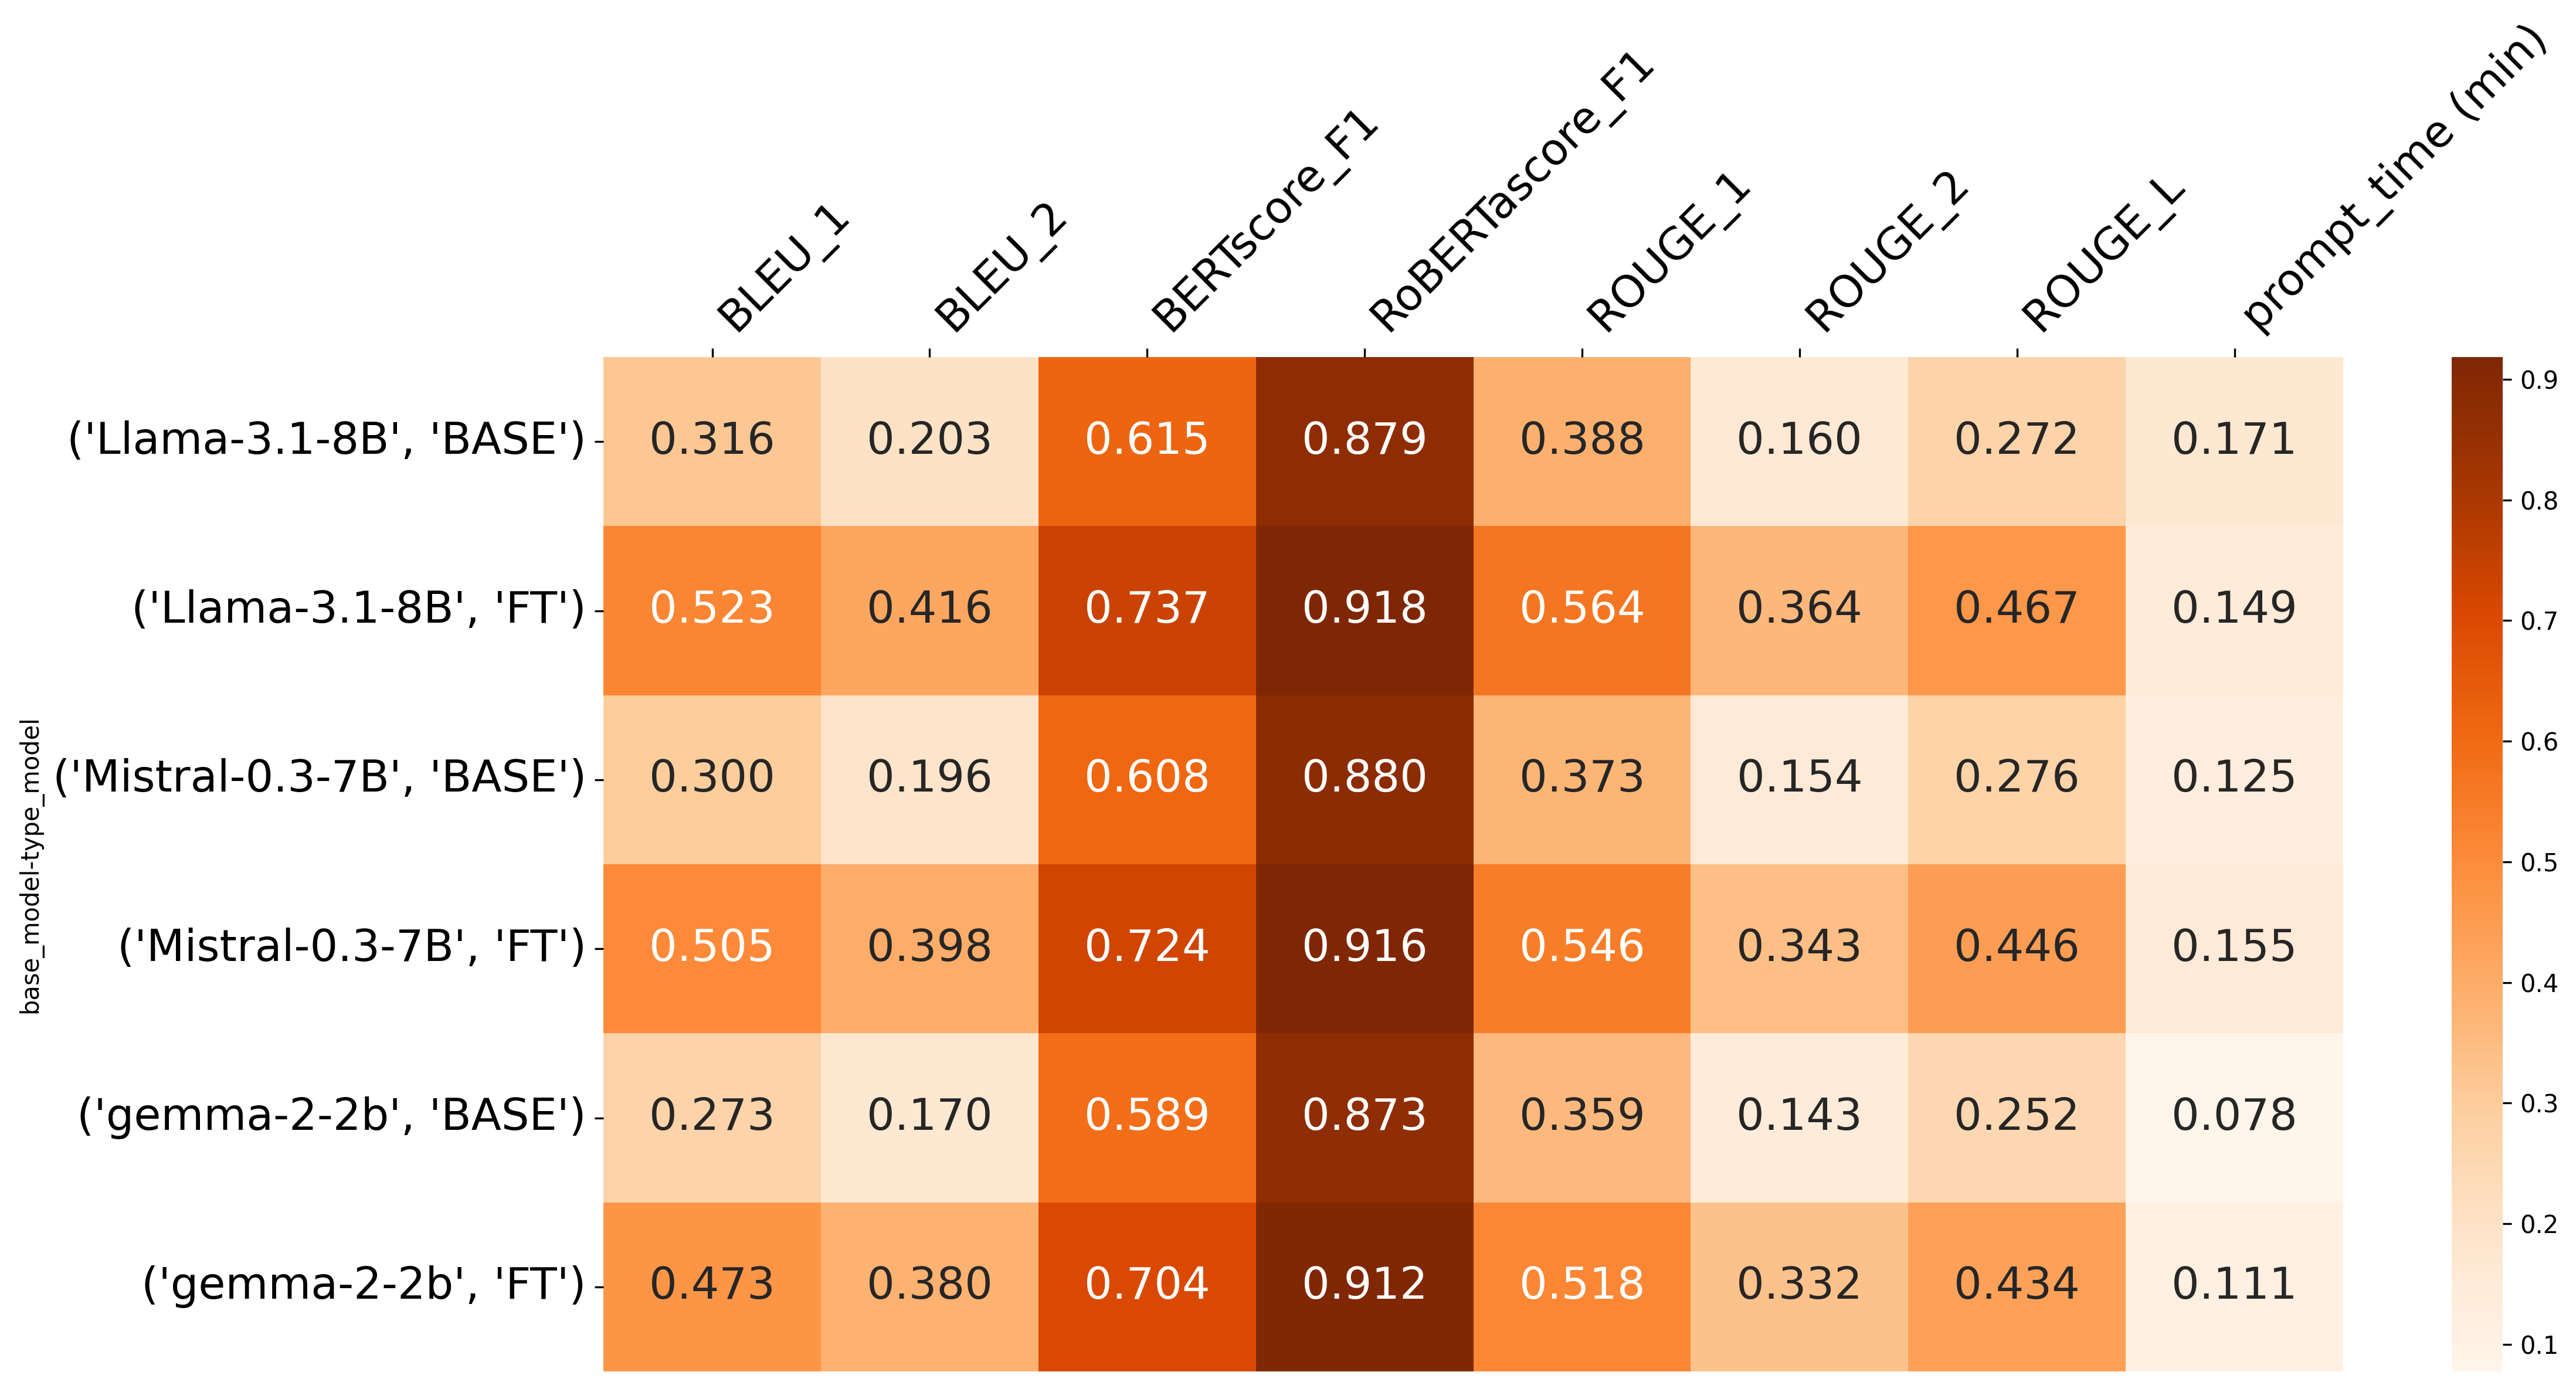 BLEU_1 BLEU_2 BERTscore_F1 RoBERTascore_F1 ROUGE_1 ROUGE_2 ROUGE_L prompt_time (min)
('Llama-3.1-8B', 'BASE') 0.316 0.203 0.615 0.879 0.388 0.160 0.272 0.171
('Llama-3.1-8B', 'FT') 0.523 0.416 0.737 0.918 0.564 0.364 0.467 0.149
('Mistral-0.3-7B', 'BASE') 0.300 0.196 0.608 0.880 0.373 0.154 0.276 0.125
('Mistral-0.3-7B', 'FT') 0.505 0.398 0.724 0.916 0.546 0.343 0.446 0.155
('gemma-2-2b', 'BASE') 0.273 0.170 0.589 0.873 0.359 0.143 0.252 0.078
('gemma-2-2b', 'FT') 0.473 0.380 0.704 0.912 0.518 0.332 0.434 0.111
base_model-type_model
0.9
0.8
0.7
0.6
0.5
0.4
0.3
0.2
0.1